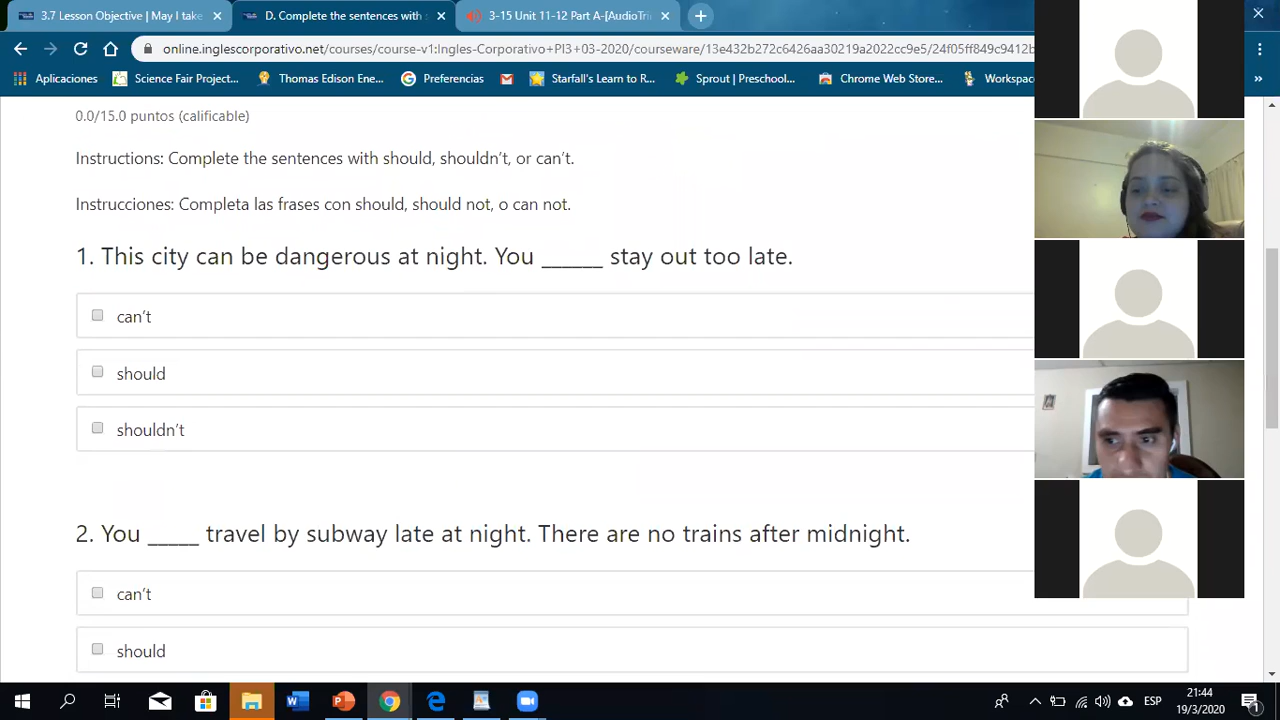 3.7 Lesson Objective | May I take
D. Complete the sentences with s
3-15 Unit 11-12 Part A-[AudioTri
online.inglescorporativo.net/courses/course-v1:Ingles-Corporativo+PI3+03-2020/courseware/13e432b272c6426aa30219a2022cc9e5/24f05ff849c9412b
Aplicaciones
Science Fair Project...
Thomas Edison Ene...
Preferencias
Starfall's Learn to R...
Sprout | Preschool...
Chrome Web Store...
Workspac
»
0.0/15.0 puntos (calificable)
Instructions: Complete the sentences with should, shouldn't, or can't.
Instrucciones: Completa las frases con should, should not, o can not.
1. This city can be dangerous at night. You ______ stay out too late.
can't
should
shouldn't
2. You _____ travel by subway late at night. There are no trains after midnight.
can't
should
ESP
21:44
19/3/2020
1